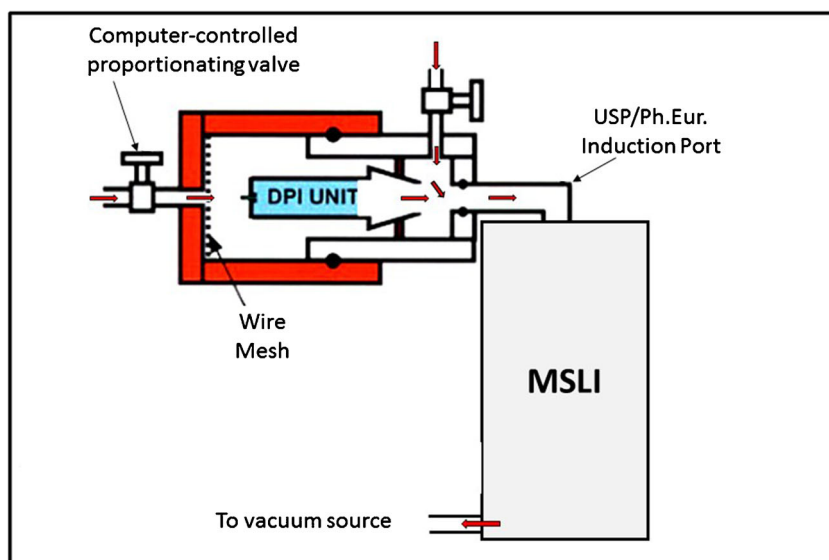 Computer-controlled
proportionating valve
USP/Ph.Eur.
Induction Port
DPI UNIT
Wire
Mesh
MSLI
To vacuum source